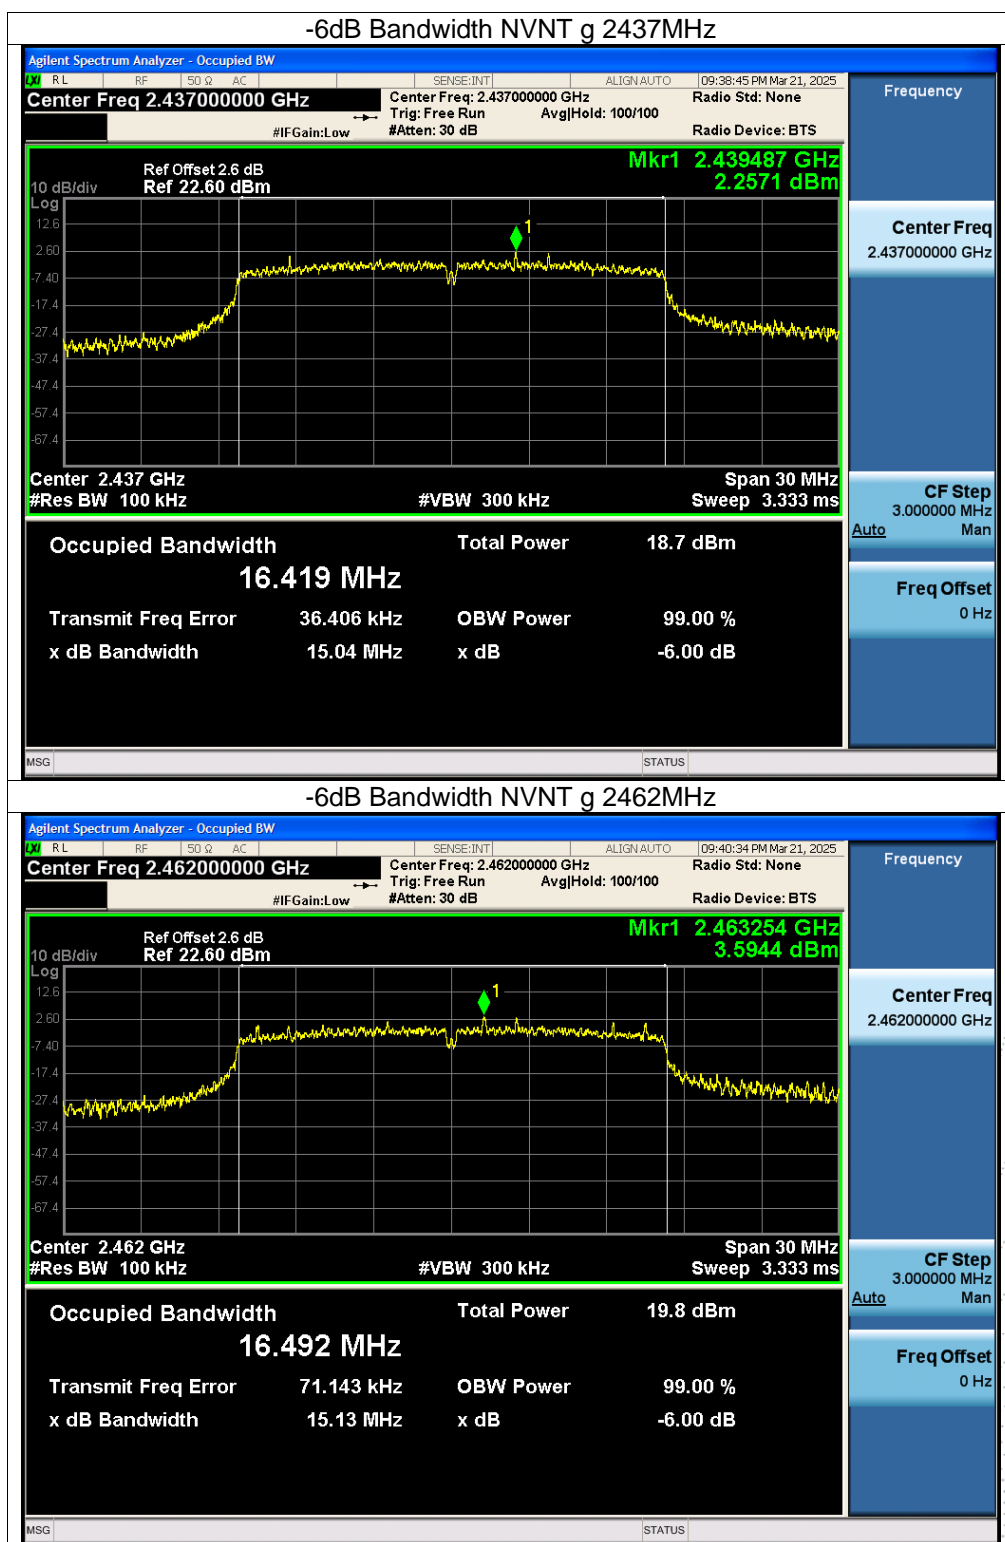 -6dB Bandwidth NVNT g 2437MHz
Agilent Spectrum Analyzer - Occupied BW
LXI RL RF 50 Ω AC SENSE:INT ALIGN AUTO 09:38:45 PM Mar 21, 2025
Center Freq 2.437000000 GHz
Center Freq: 2.437000000 GHz Radio Std: None
Trig: Free Run Avg|Hold: 100/100
#IFGain:Low #Atten: 30 dB Radio Device: BTS
Frequency
Mkr1 2.439487 GHz
2.2571 dBm
Ref Offset 2.6 dB
10 dB/div Ref 22.60 dBm
Log
12.6
2.60
-7.40
-17.4
-27.4
-37.4
-47.4
-57.4
-67.4
1
Center 2.437 GHz Span 30 MHz
#Res BW 100 kHz #VBW 300 kHz Sweep 3.333 ms
Center Freq
2.437000000 GHz
CF Step
3.000000 MHz
Auto Man
Freq Offset
0 Hz
Occupied Bandwidth Total Power 18.7 dBm
16.419 MHz
Transmit Freq Error 36.406 kHz OBW Power 99.00 %
x dB Bandwidth 15.04 MHz x dB -6.00 dB
MSG STATUS
-6dB Bandwidth NVNT g 2462MHz
Agilent Spectrum Analyzer - Occupied BW
LXI RL RF 50 Ω AC SENSE:INT ALIGN AUTO 09:40:34 PM Mar 21, 2025
Center Freq 2.462000000 GHz
Center Freq: 2.462000000 GHz Radio Std: None
Trig: Free Run Avg|Hold: 100/100
#IFGain:Low #Atten: 30 dB Radio Device: BTS
Frequency
Mkr1 2.463254 GHz
3.5944 dBm
Ref Offset 2.6 dB
10 dB/div Ref 22.60 dBm
Log
12.6
2.60
-7.40
-17.4
-27.4
-37.4
-47.4
-57.4
-67.4
1
Center 2.462 GHz Span 30 MHz
#Res BW 100 kHz #VBW 300 kHz Sweep 3.333 ms
Center Freq
2.462000000 GHz
CF Step
3.000000 MHz
Auto Man
Freq Offset
0 Hz
Occupied Bandwidth Total Power 19.8 dBm
16.492 MHz
Transmit Freq Error 71.143 kHz OBW Power 99.00 %
x dB Bandwidth 15.13 MHz x dB -6.00 dB
MSG STATUS